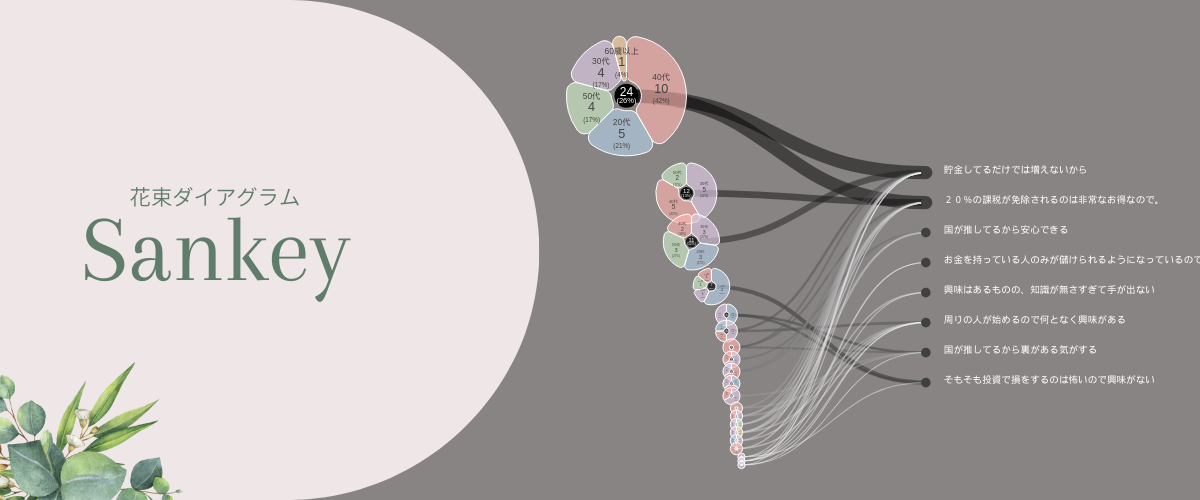 花束ダイアグラム
Sankey
60歳以上
1
(4%)
30代
4
(17%)
40代
10
(42%)
24
(26%)
50代
4
(17%)
20代
5
(21%)
2
12
5
5
2
3
3
3
貯金してるだけでは増えないから
２０％の課税が免除されるのは非常なお得なので。
国が推してるから安心できる
お金を持っている人のみが儲けられるようになっているので
興味はあるものの、知識が無さすぎて手が出ない
周りの人が始めるので何となく興味がある
国が推してるから裏がある気がする
そもそも投資で損をするのは怖いので興味がない